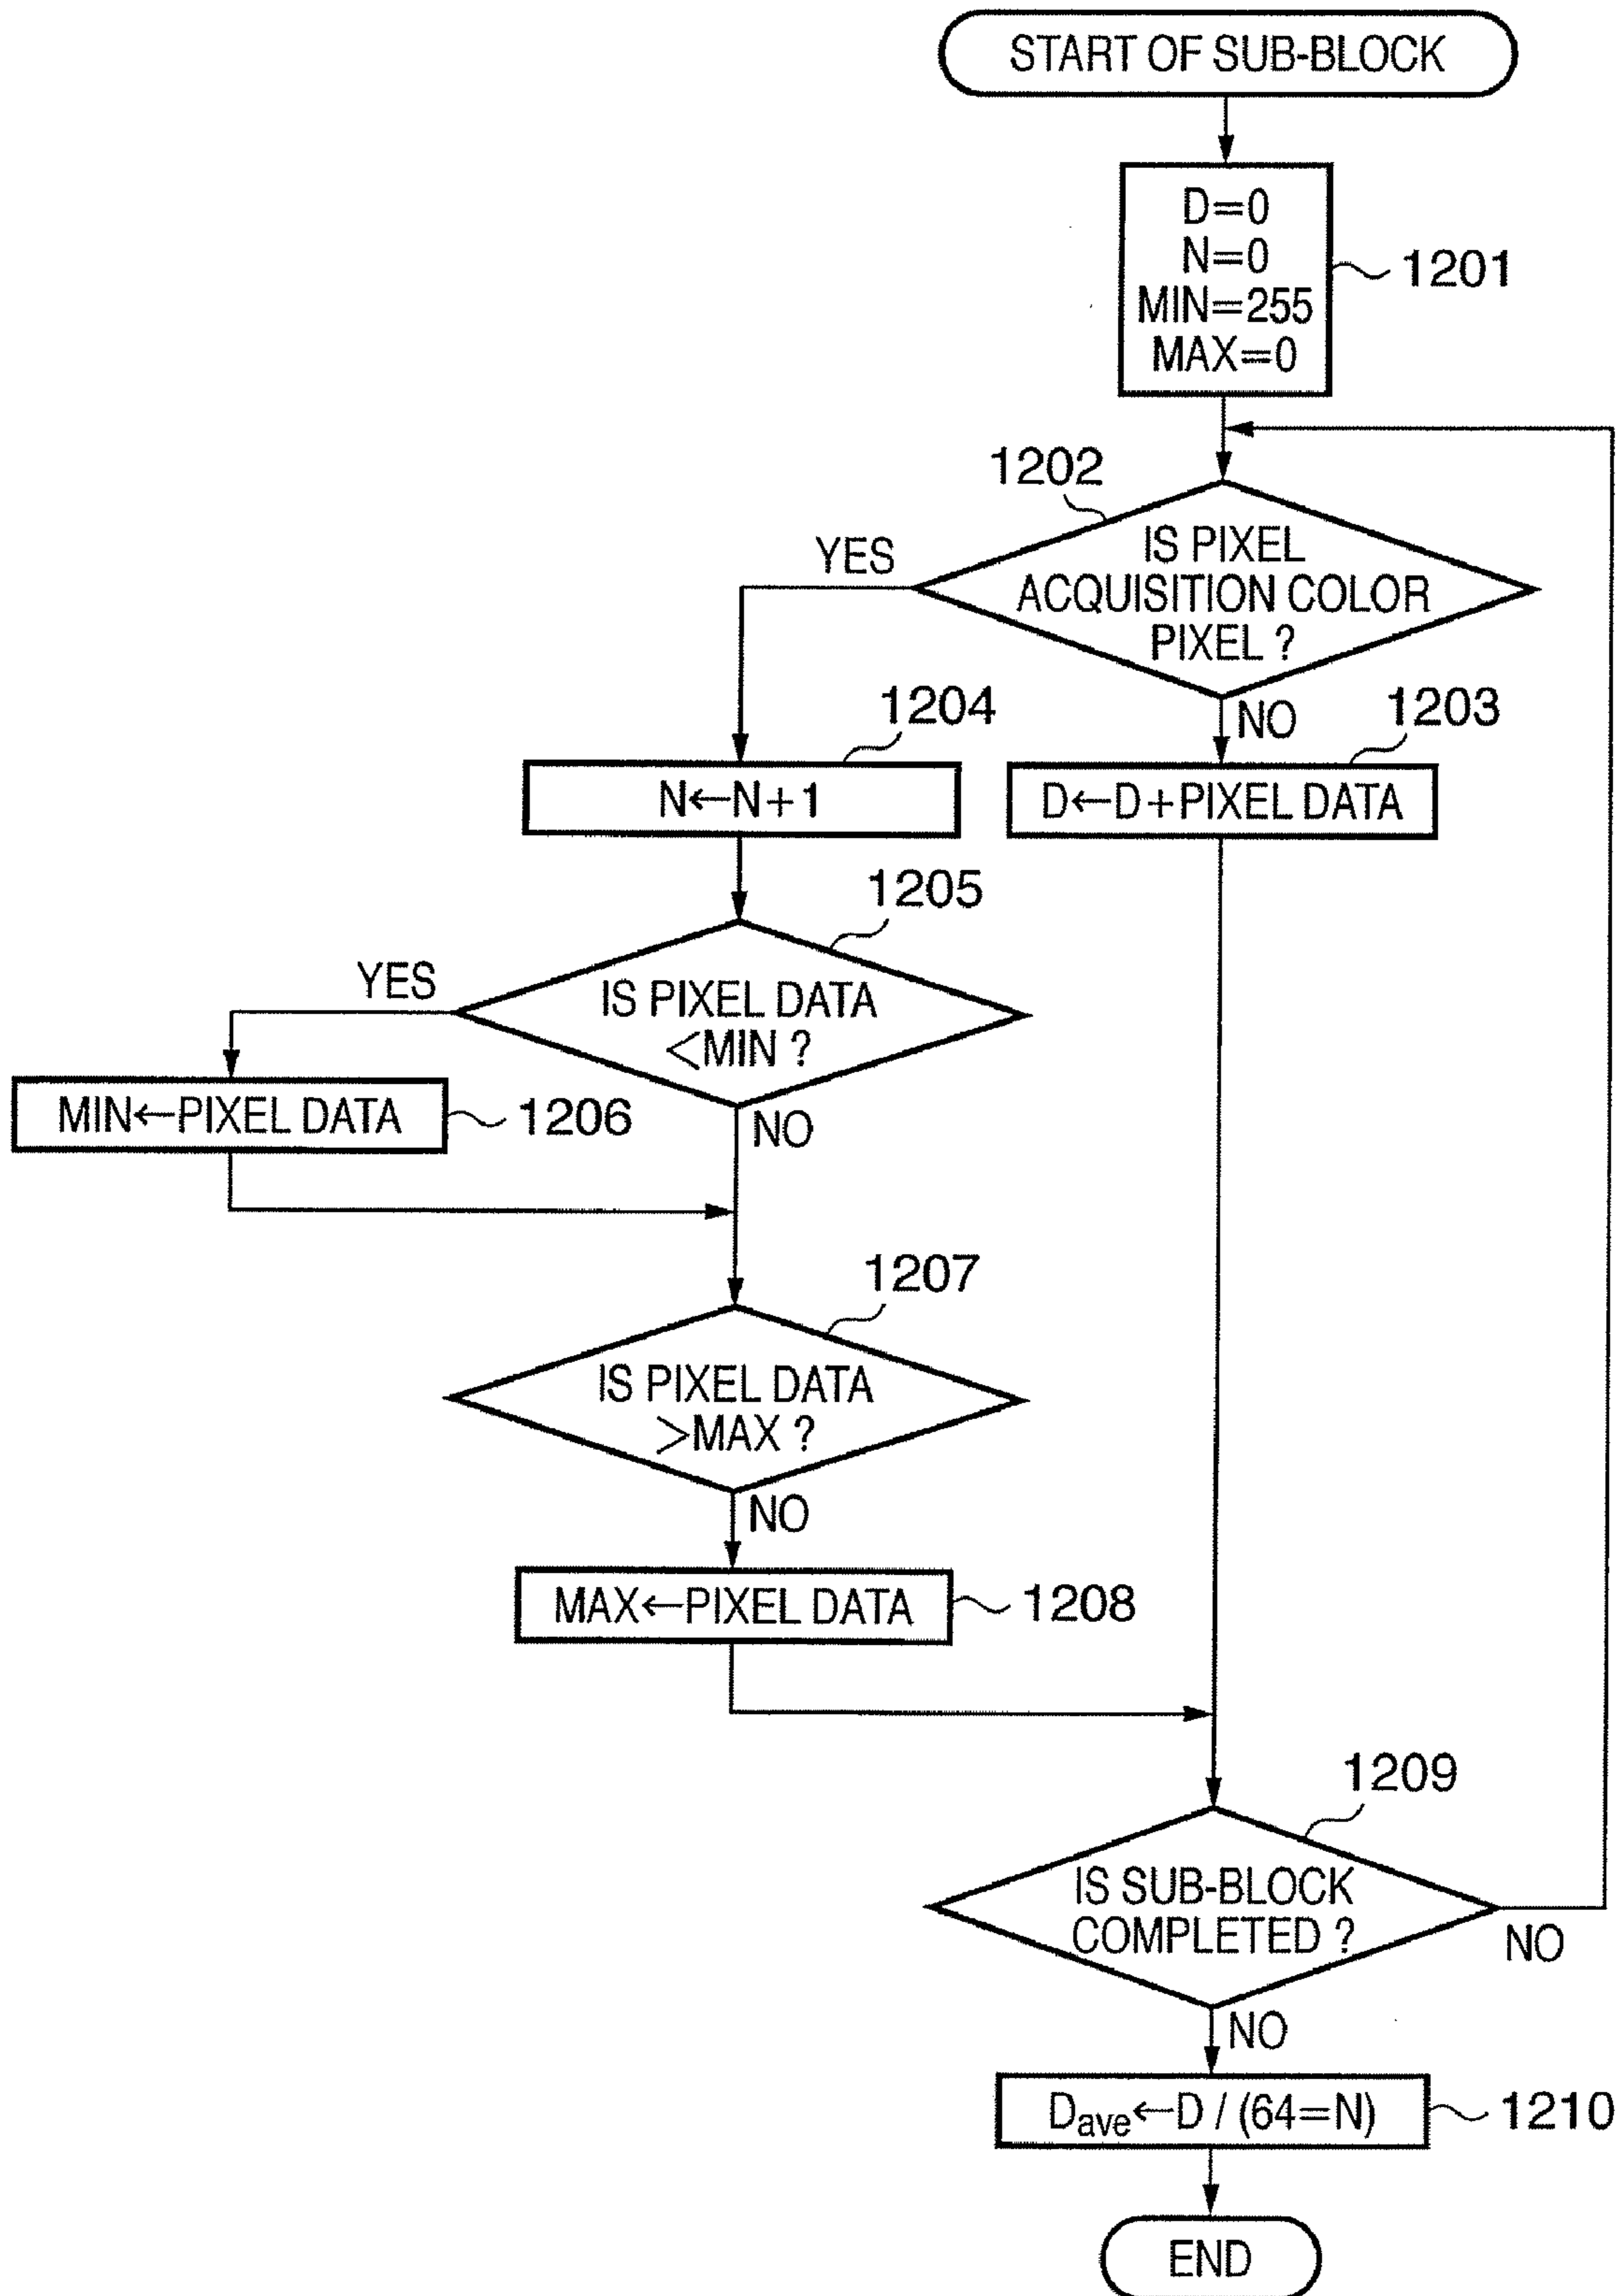 START OF SUB-BLOCK
D=0
N=0
MIN=255
MAX=0
1201
1202
IS PIXEL
ACQUISITION COLOR
PIXEL ?
YES
NO
1204
1203
N←N+1
D←D+PIXEL DATA
1205
YES
IS PIXEL DATA
<MIN ?
MIN←PIXEL DATA
1206
NO
1207
IS PIXEL DATA
>MAX ?
NO
MAX←PIXEL DATA
1208
1209
IS SUB-BLOCK
COMPLETED ?
NO
NO
Dave←D / (64=N)
1210
END